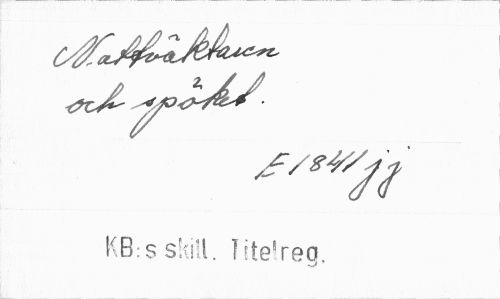 Nattväktaren
och spöket.
E 1841 jj
KB:s skill. Titelreg.